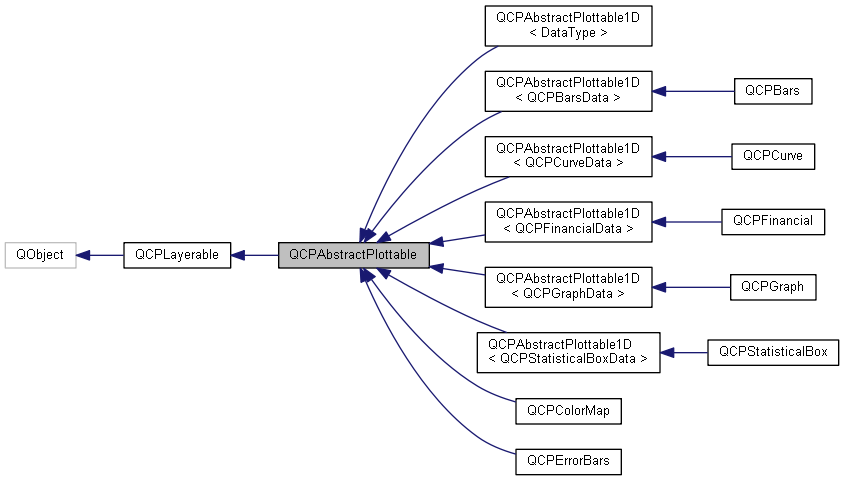 QCPAbstractPlottable1D
< DataType >
QCPAbstractPlottable1D
< QCPBarsData >
QCPBars
QCPAbstractPlottable1D
< QCPCurveData >
QCPCurve
QCPAbstractPlottable1D
< QCPFinancialData >
QCPFinancial
QObject
QCPLayerable
QCPAbstractPlottable
QCPAbstractPlottable1D
< QCPGraphData >
QCPGraph
QCPAbstractPlottable1D
< QCPStatisticalBoxData >
QCPStatisticalBox
QCPColorMap
QCPErrorBars